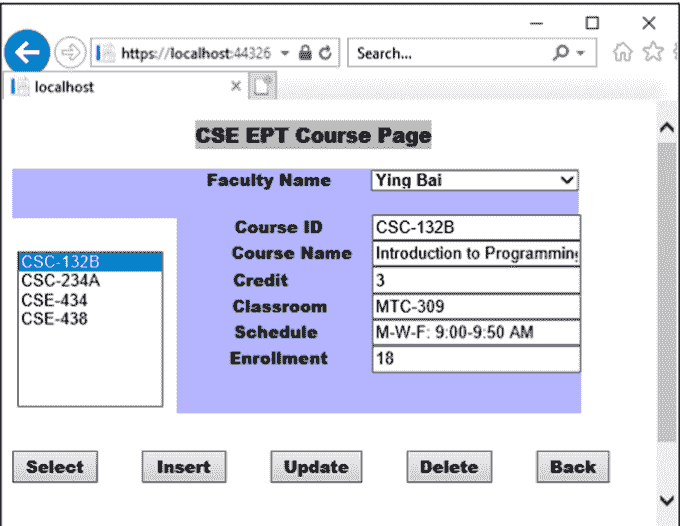 https://localhost:44326
Search...
localhost
CSE EPT Course Page
Faculty Name Ying Bai
Course ID CSC-132B
Course Name Introduction to Programming
Credit 3
Classroom MTC-309
Schedule M-W-F: 9:00-9:50 AM
Enrollment 18
CSC-132B
CSC-234A
CSE-434
CSE-438
Select Insert Update Delete Back